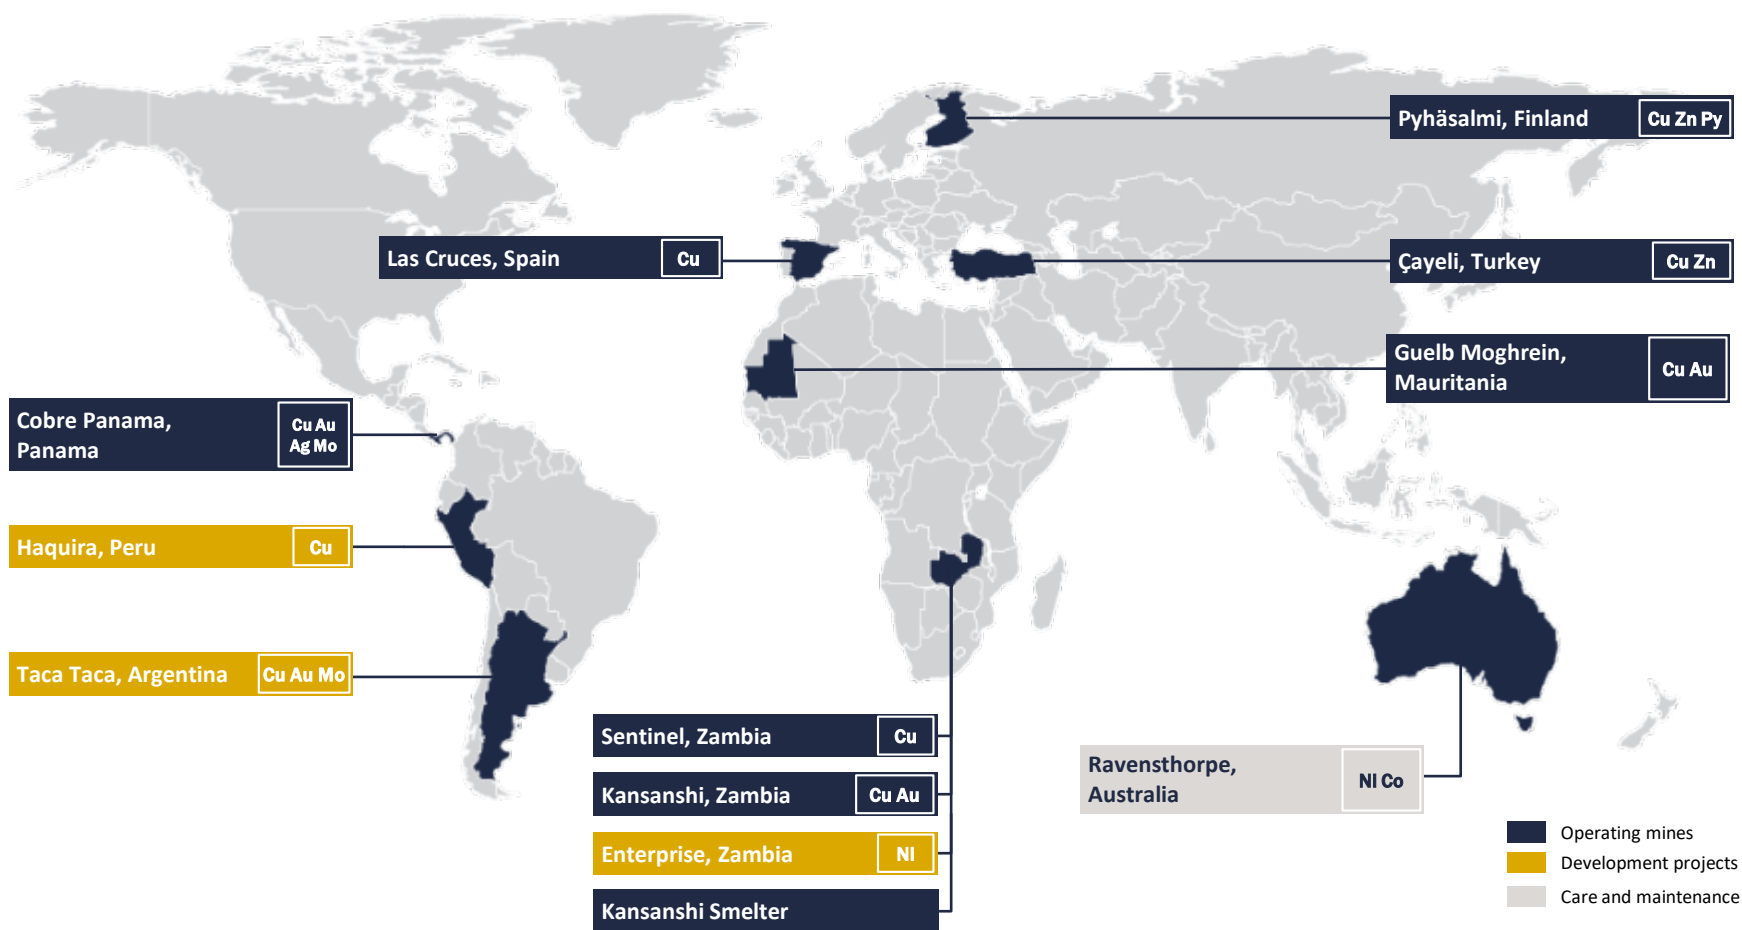 Pyhäsalmi, Finland
Cu Zn Py
Las Cruces, Spain
Cu
Çayeli, Turkey
Cu Zn
Guelb Moghrein,
Mauritania
Cu Au
Cobre Panama,
Panama
Cu Au
Ag Mo
Haquira, Peru
Cu
Taca Taca, Argentina
Cu Au Mo
Sentinel, Zambia
Cu
Kansanshi, Zambia
Cu Au
Enterprise, Zambia
NI
Kansanshi Smelter
Ravensthorpe,
Australia
NI Co
Operating mines
Development projects
Care and maintenance